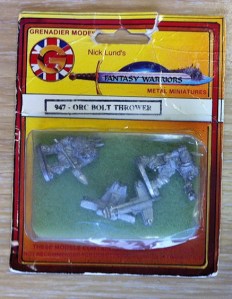 GRENADIER MODELS
G
Nick Lund's
FANTASY WARRIORS
METAL MINIATURES
947 - ORC BOLT THROWER